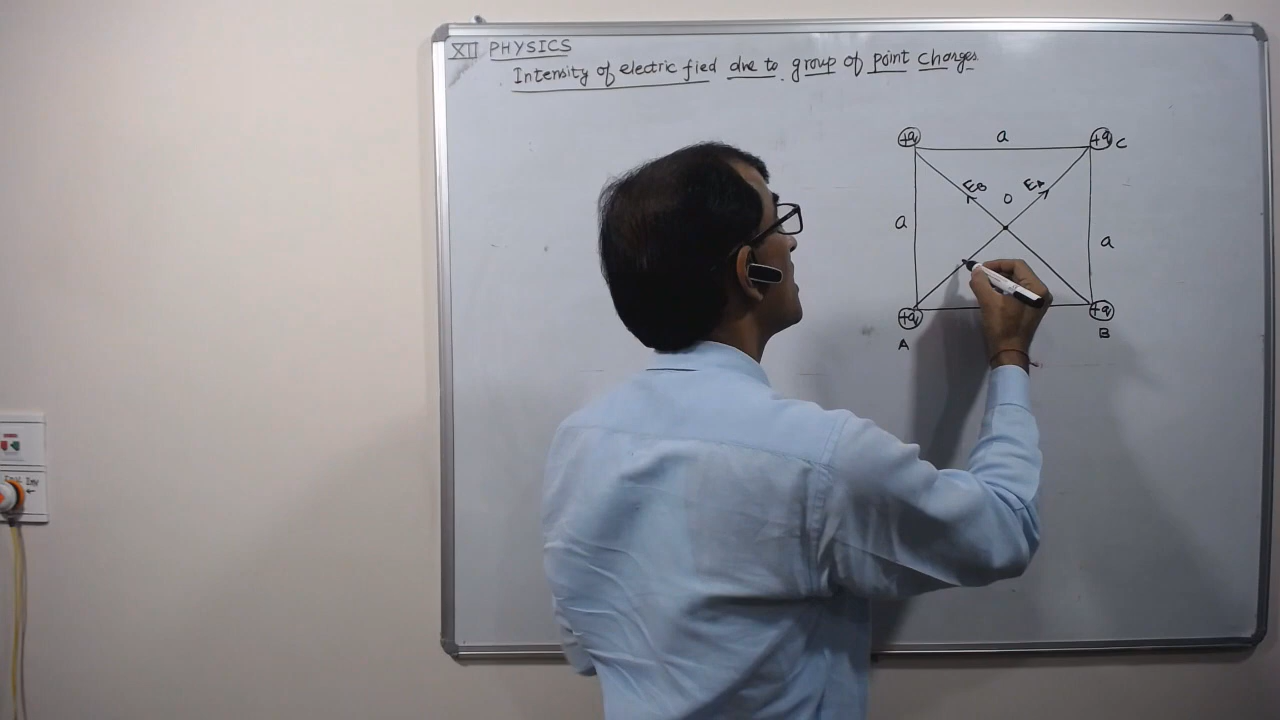 XII PHYSICS
Intensity of electric fied due to group of point charges
+q a +q C
EB O EA
a a
+q +q
A B